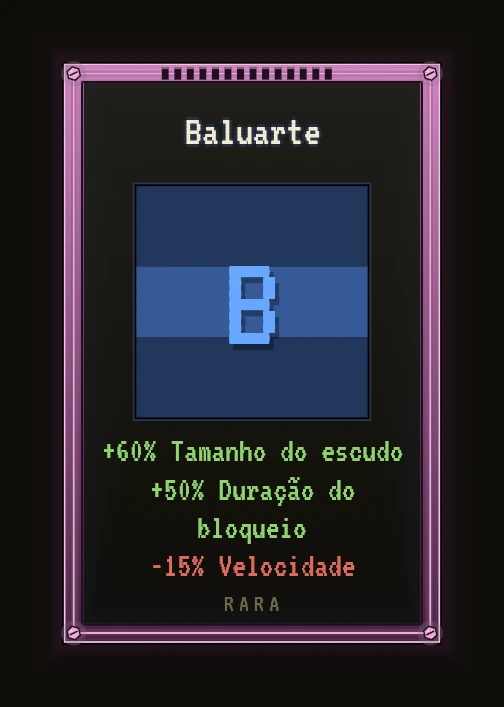 Baluarte
B
+60% Tamanho do escudo
+50% Duração do
bloqueio
-15% Velocidade
RARA